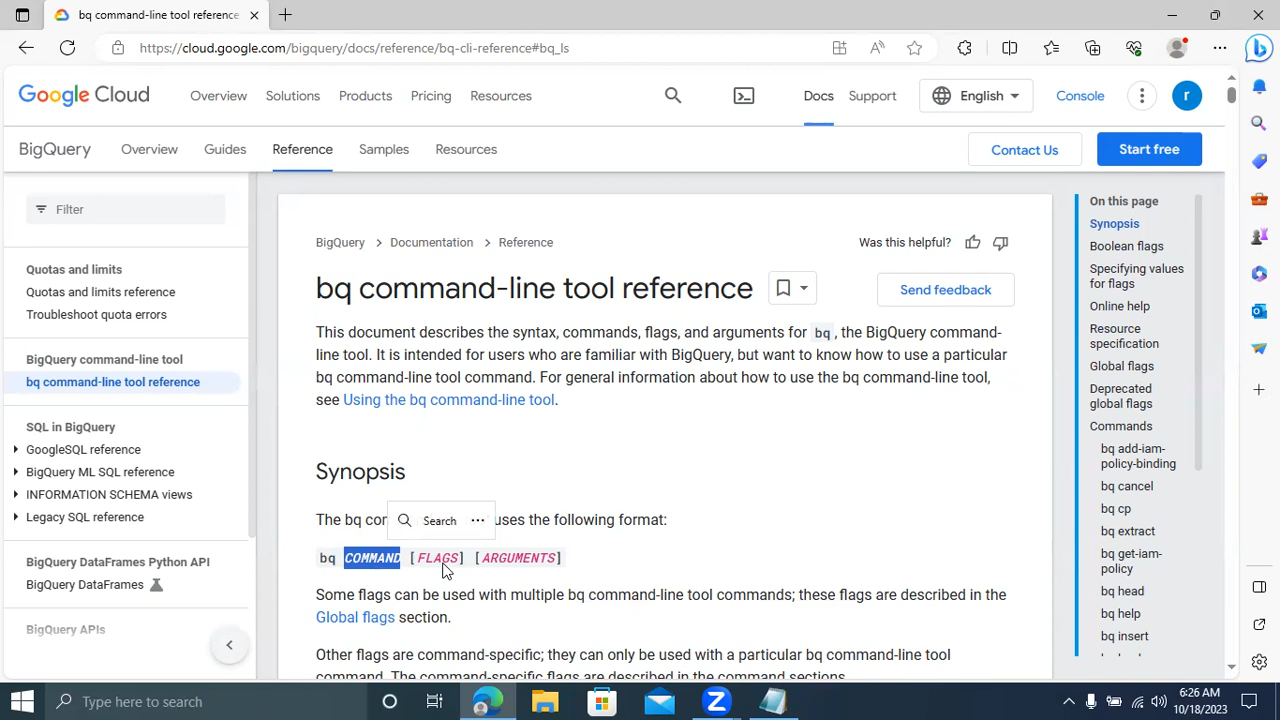 bq command-line tool reference
https://cloud.google.com/bigquery/docs/reference/bq-cli-reference#bq_ls
Google Cloud
Overview
Solutions
Products
Pricing
Resources
Docs
Support
English
Console
r
BigQuery
Overview
Guides
Reference
Samples
Resources
Contact Us
Start free
Filter
Quotas and limits
Quotas and limits reference
Troubleshoot quota errors
BigQuery command-line tool
bq command-line tool reference
SQL in BigQuery
GoogleSQL reference
BigQuery ML SQL reference
INFORMATION SCHEMA views
Legacy SQL reference
BigQuery DataFrames Python API
BigQuery DataFrames
BigQuery APIs
BigQuery > Documentation > Reference
Was this helpful?
bq command-line tool reference
Send feedback
This document describes the syntax, commands, flags, and arguments for bq, the BigQuery command-
line tool. It is intended for users who are familiar with BigQuery, but want to know how to use a particular
bq command-line tool command. For general information about how to use the bq command-line tool,
see Using the bq command-line tool.
Synopsis
The bq uses the following format:
Search
bq COMMAND [FLAGS] [ARGUMENTS]
Some flags can be used with multiple bq command-line tool commands; these flags are described in the
Global flags section.
Other flags are command-specific; they can only be used with a particular bq command-line tool
command. The command-specific flags are described in the command sections.
On this page
Synopsis
Boolean flags
Specifying values
for flags
Online help
Resource
specification
Global flags
Deprecated
global flags
Commands
bq add-iam-
policy-binding
bq cancel
bq cp
bq extract
bq get-iam-
policy
bq head
bq help
bq insert
Type here to search
6:26 AM
10/18/2023